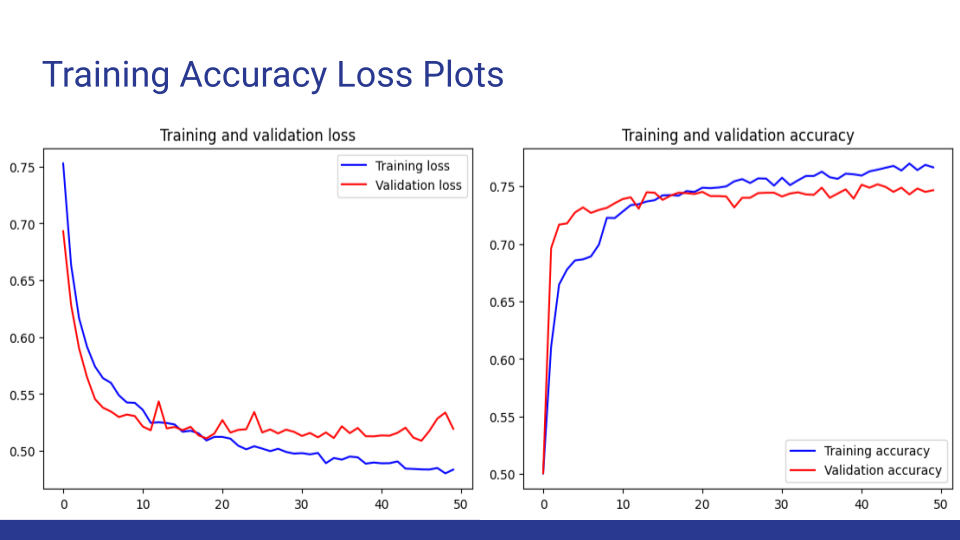 Training Accuracy Loss Plots
Training and validation loss
Training loss
Validation loss
0.75
0.70
0.65
0.60
0.55
0.50
0 10 20 30 40 50
Training and validation accuracy
0.75
0.70
0.65
0.60
0.55
0.50
Training accuracy
Validation accuracy
0 10 20 30 40 50